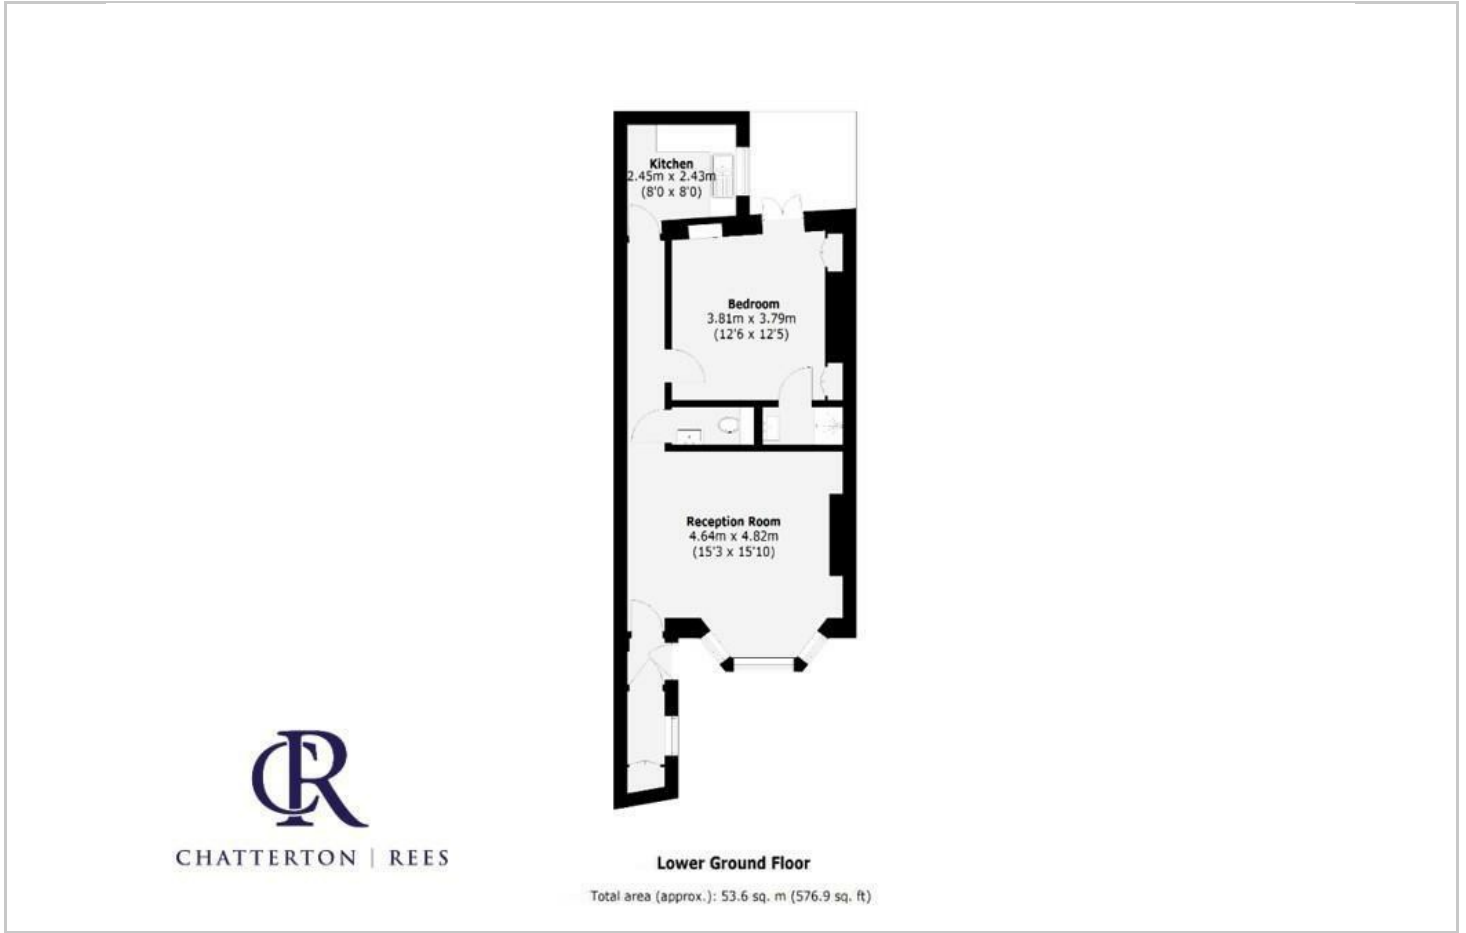 Kitchen
2.45m x 2.43m
(8'0 x 8'0)
Bedroom
3.81m x 3.79m
(12'6 x 12'5)
Reception Room
4.64m x 4.82m
(15'3 x 15'10)
CR
CHATTERTON | REES
Lower Ground Floor
Total area (approx.): 53.6 sq. m (576.9 sq. ft)